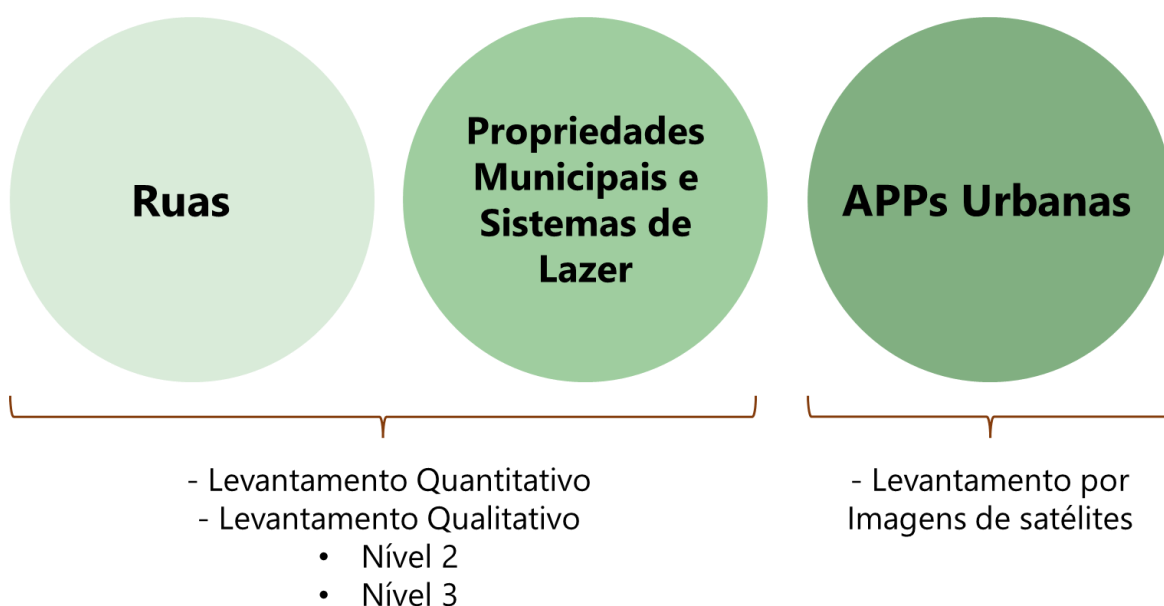 Ruas
Propriedades
Municipais e
Sistemas de
Lazer
APPs Urbanas
- Levantamento Quantitativo
- Levantamento Qualitativo
• Nível 2
• Nível 3
- Levantamento por
Imagens de satélites